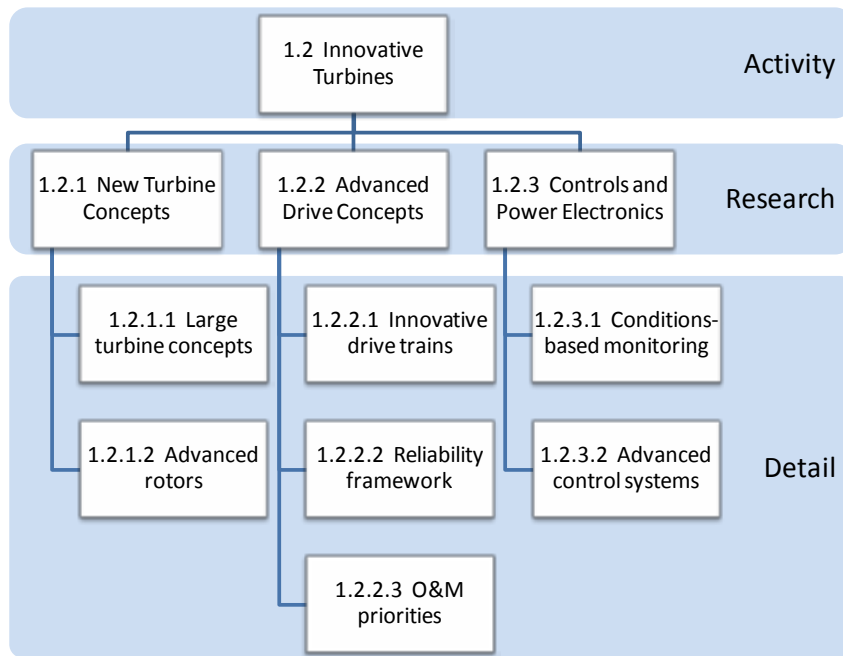 1.2 Innovative
Turbines
Activity
1.2.1 New Turbine
Concepts
1.2.2 Advanced
Drive Concepts
1.2.3 Controls and
Power Electronics
Research
1.2.1.1 Large
turbine concepts
1.2.2.1 Innovative
drive trains
1.2.3.1 Conditions-
based monitoring
1.2.1.2 Advanced
rotors
1.2.2.2 Reliability
framework
1.2.3.2 Advanced
control systems
Detail
1.2.2.3 O&M
priorities